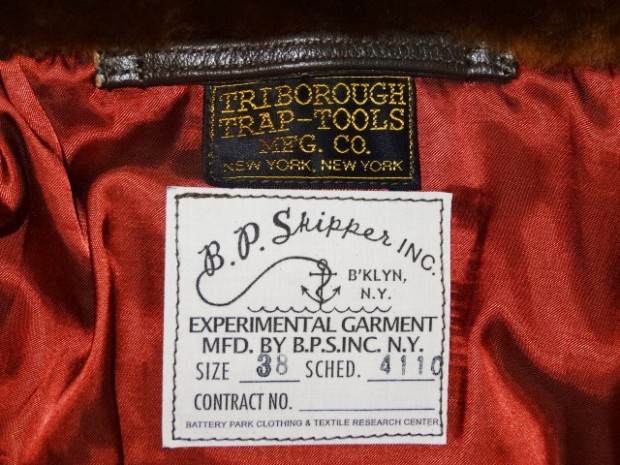 TRIBOROUGH
TRAP-TOOLS
MFG. CO.
NEW YORK, NEW YORK
B.P. Skipper INC.
B'KLYN,
N.Y.
EXPERIMENTAL GARMENT
MFD. BY B.P.S.INC. N.Y.
SIZE 38 SCHED. 4110
CONTRACT NO.
BATTERY PARK CLOTHING & TEXTILE RESEARCH CENTER